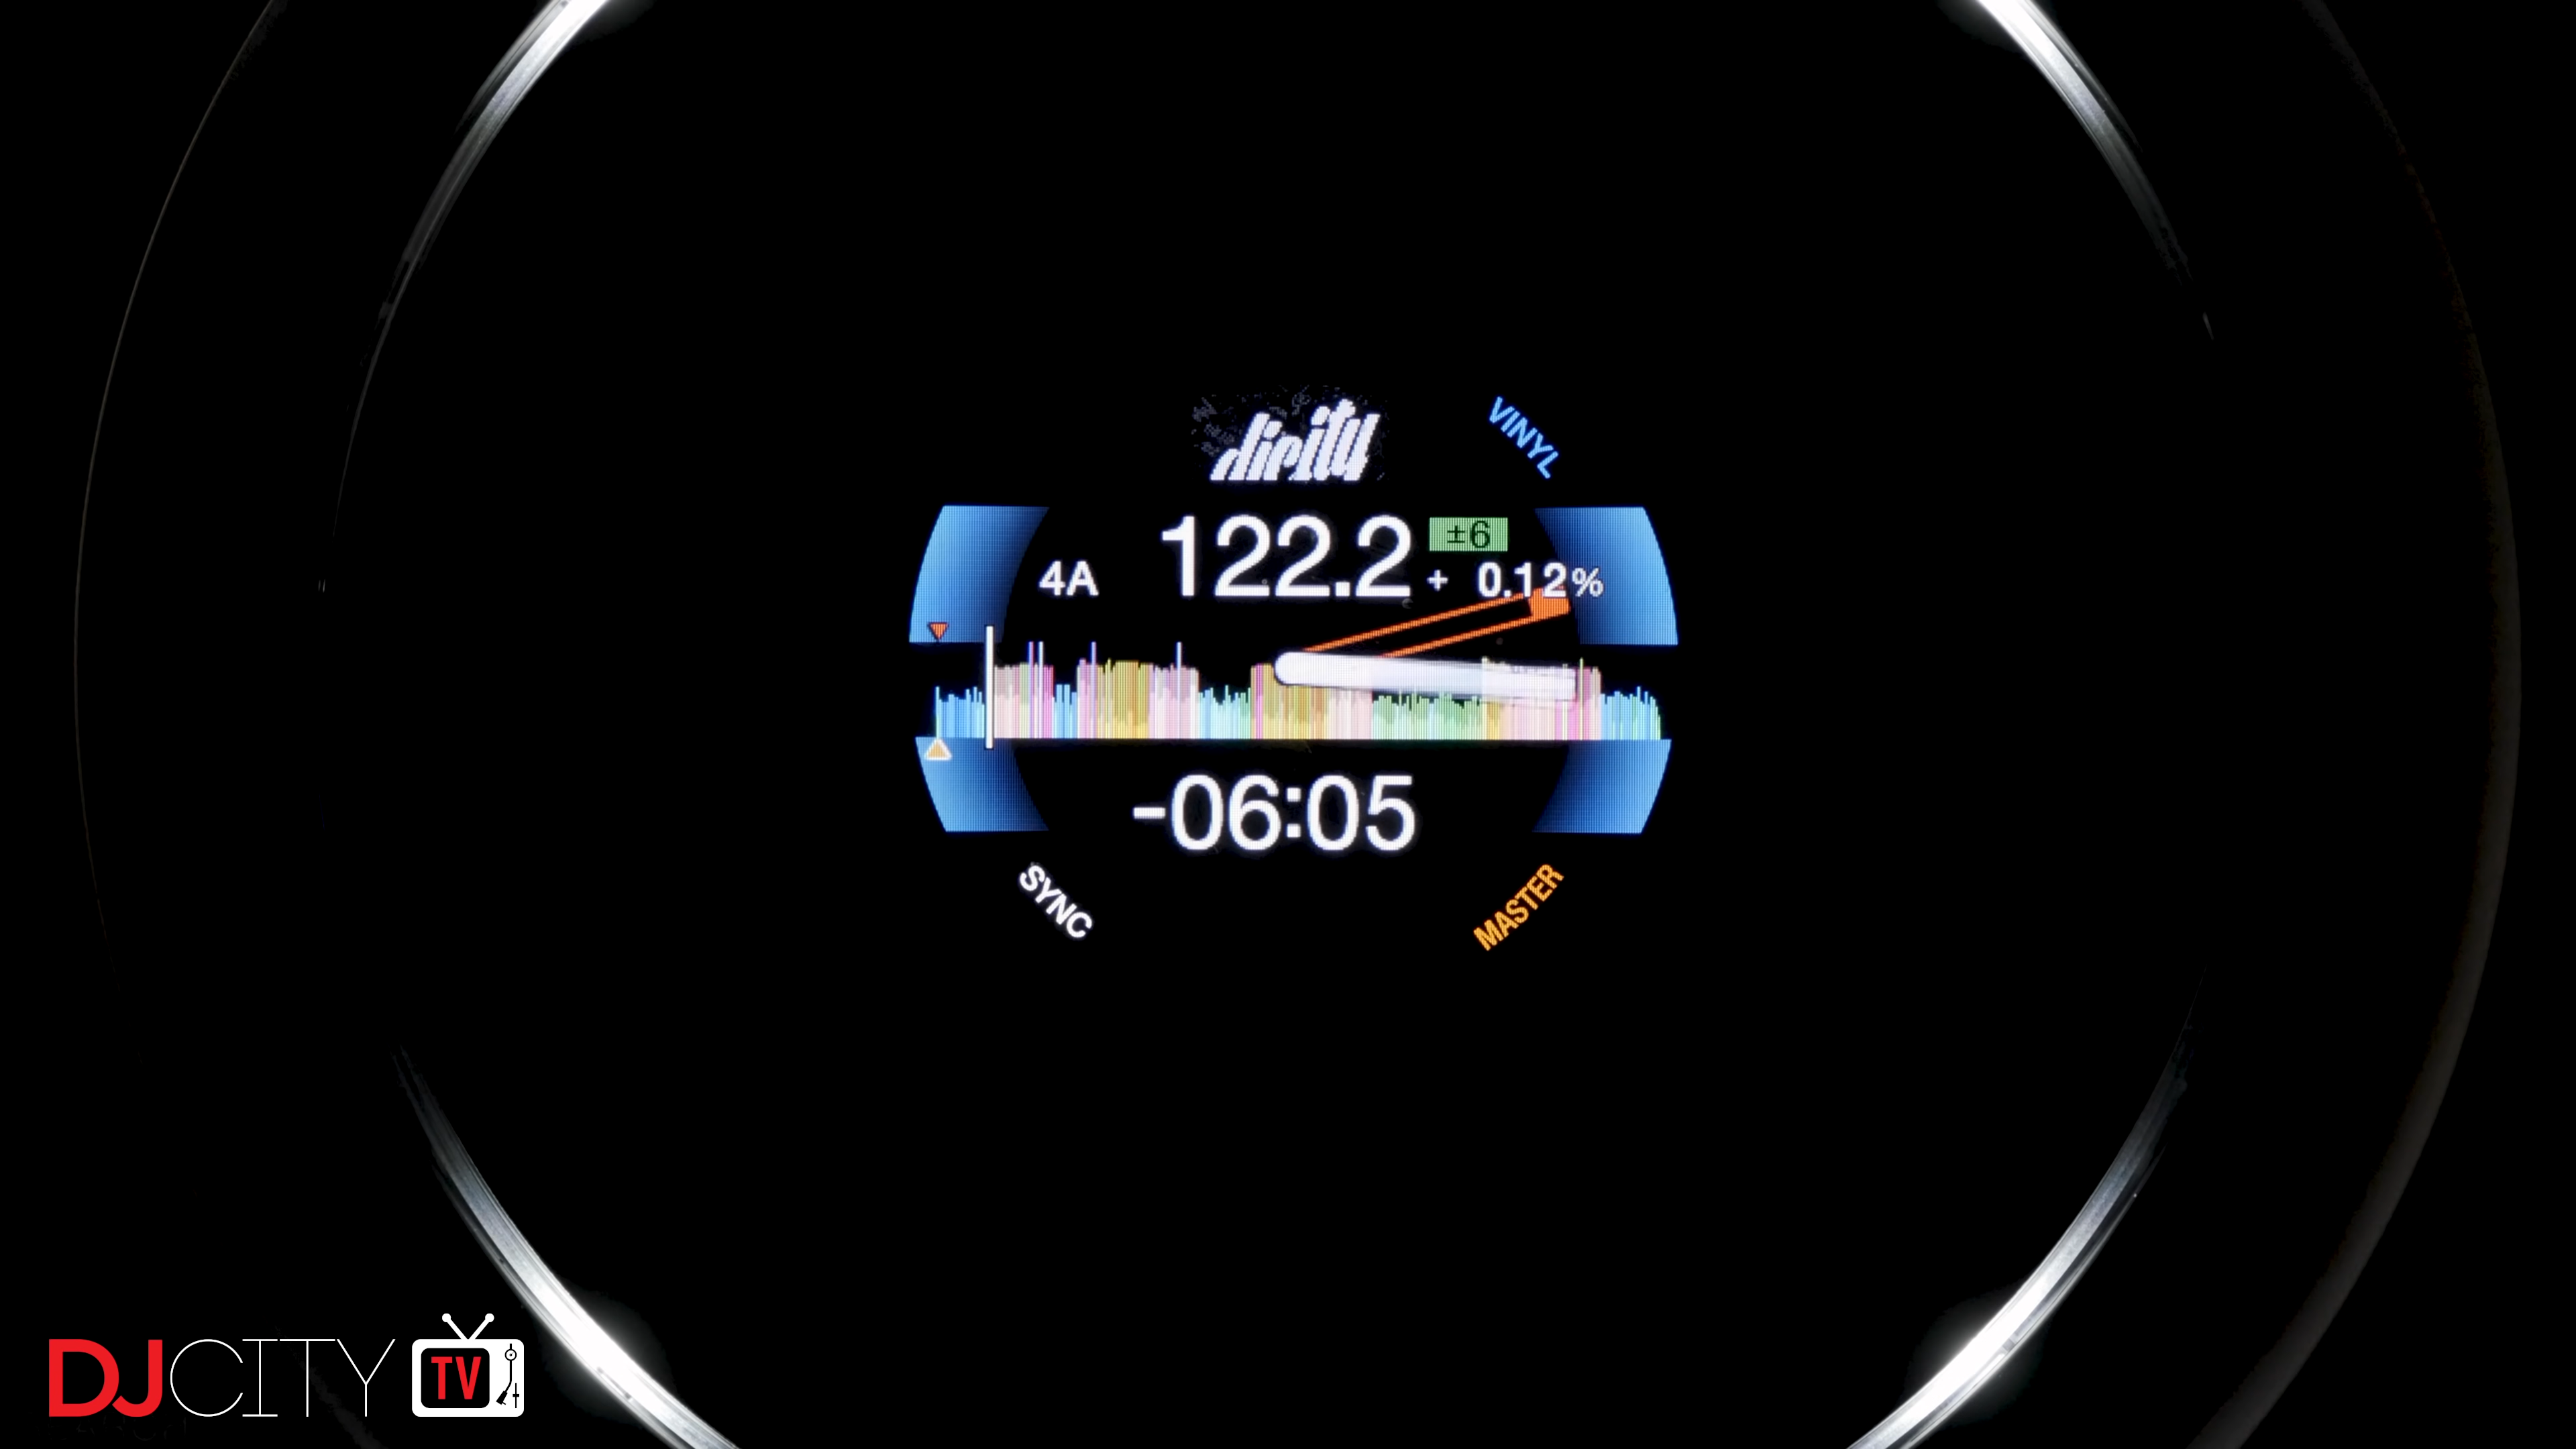 dirty
VINYL
122.2 ±6
4A + 0.12%
-06:05
SYNC
MASTER
DJCITY TV